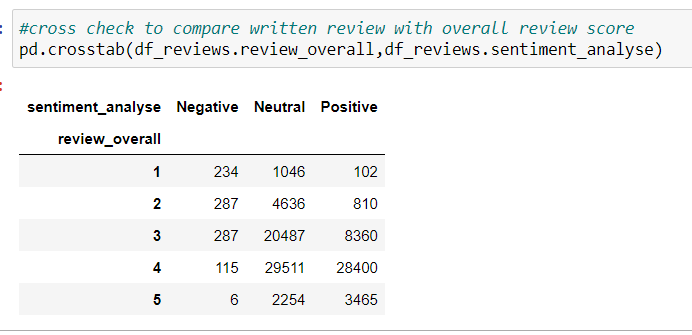 #cross check to compare written review with overall review score
pd.crosstab(df_reviews.review_overall,df_reviews.sentiment_analyse)
sentiment_analyse Negative Neutral Positive
review_overall
1 234 1046 102
2 287 4636 810
3 287 20487 8360
4 115 29511 28400
5 6 2254 3465